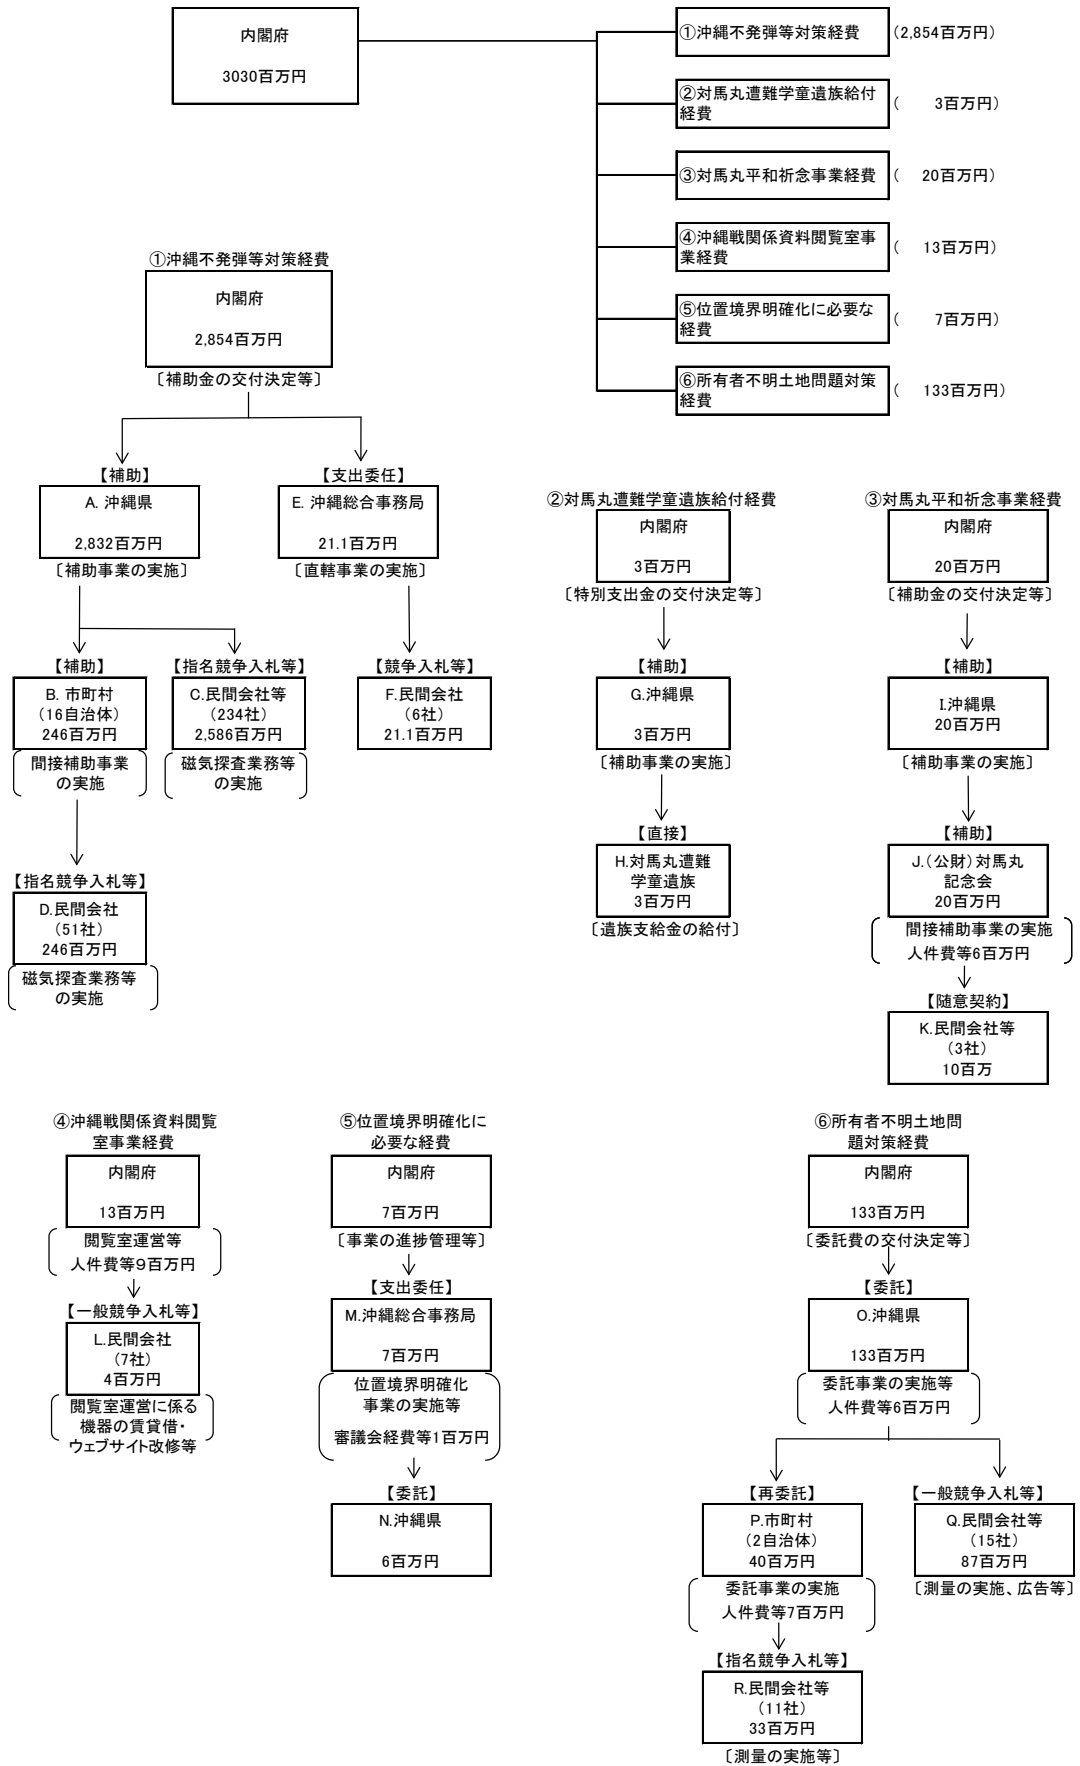 内閣府
3030百万円
①沖縄不発弾等対策経費
(2,854百万円)
②対馬丸遭難学童遺族給付
経費
( 3百万円)
③対馬丸平和祈念事業経費
( 20百万円)
④沖縄戦関係資料閲覧室事
業経費
( 13百万円)
⑤位置境界明確化に必要な
経費
( 7百万円)
⑥所有者不明土地問題対策
経費
( 133百万円)
①沖縄不発弾等対策経費
内閣府
2,854百万円
〔補助金の交付決定等〕
【補助】
A. 沖縄県
2,832百万円
〔補助事業の実施〕
【支出委任】
E. 沖縄総合事務局
21.1百万円
〔直轄事業の実施〕
【補助】
B. 市町村
(16自治体)
246百万円
間接補助事業
の実施
【指名競争入札等】
C.民間会社等
(234社)
2,586百万円
磁気探査業務等
の実施
【競争入札等】
F.民間会社
(6社)
21.1百万円
【指名競争入札等】
D.民間会社
(51社)
246百万円
磁気探査業務等
の実施
②対馬丸遭難学童遺族給付経費
内閣府
3百万円
〔特別支出金の交付決定等〕
【補助】
G.沖縄県
3百万円
〔補助事業の実施〕
【直接】
H.対馬丸遭難
学童遺族
3百万円
〔遺族支給金の給付〕
③対馬丸平和祈念事業経費
内閣府
20百万円
〔補助金の交付決定等〕
【補助】
I.沖縄県
20百万円
〔補助事業の実施〕
【補助】
J.(公財)対馬丸
記念会
20百万円
間接補助事業の実施
人件費等6百万円
【随意契約】
K.民間会社等
(3社)
10百万
④沖縄戦関係資料閲覧
室事業経費
内閣府
13百万円
閲覧室運営等
人件費等9百万円
【一般競争入札等】
L.民間会社
(7社)
4百万円
閲覧室運営に係る
機器の賃貸借・
ウェブサイト改修等
⑤位置境界明確化に
必要な経費
内閣府
7百万円
〔事業の進捗管理等〕
【支出委任】
M.沖縄総合事務局
7百万円
位置境界明確化
事業の実施等
審議会経費等1百万円
【委託】
N.沖縄県
6百万円
⑥所有者不明土地問
題対策経費
内閣府
133百万円
〔委託費の交付決定等〕
【委託】
O.沖縄県
133百万円
委託事業の実施等
人件費等6百万円
【再委託】
P.市町村
(2自治体)
40百万円
委託事業の実施
人件費等7百万円
【一般競争入札等】
Q.民間会社等
(15社)
87百万円
〔測量の実施、広告等〕
【指名競争入札等】
R.民間会社等
(11社)
33百万円
〔測量の実施等〕